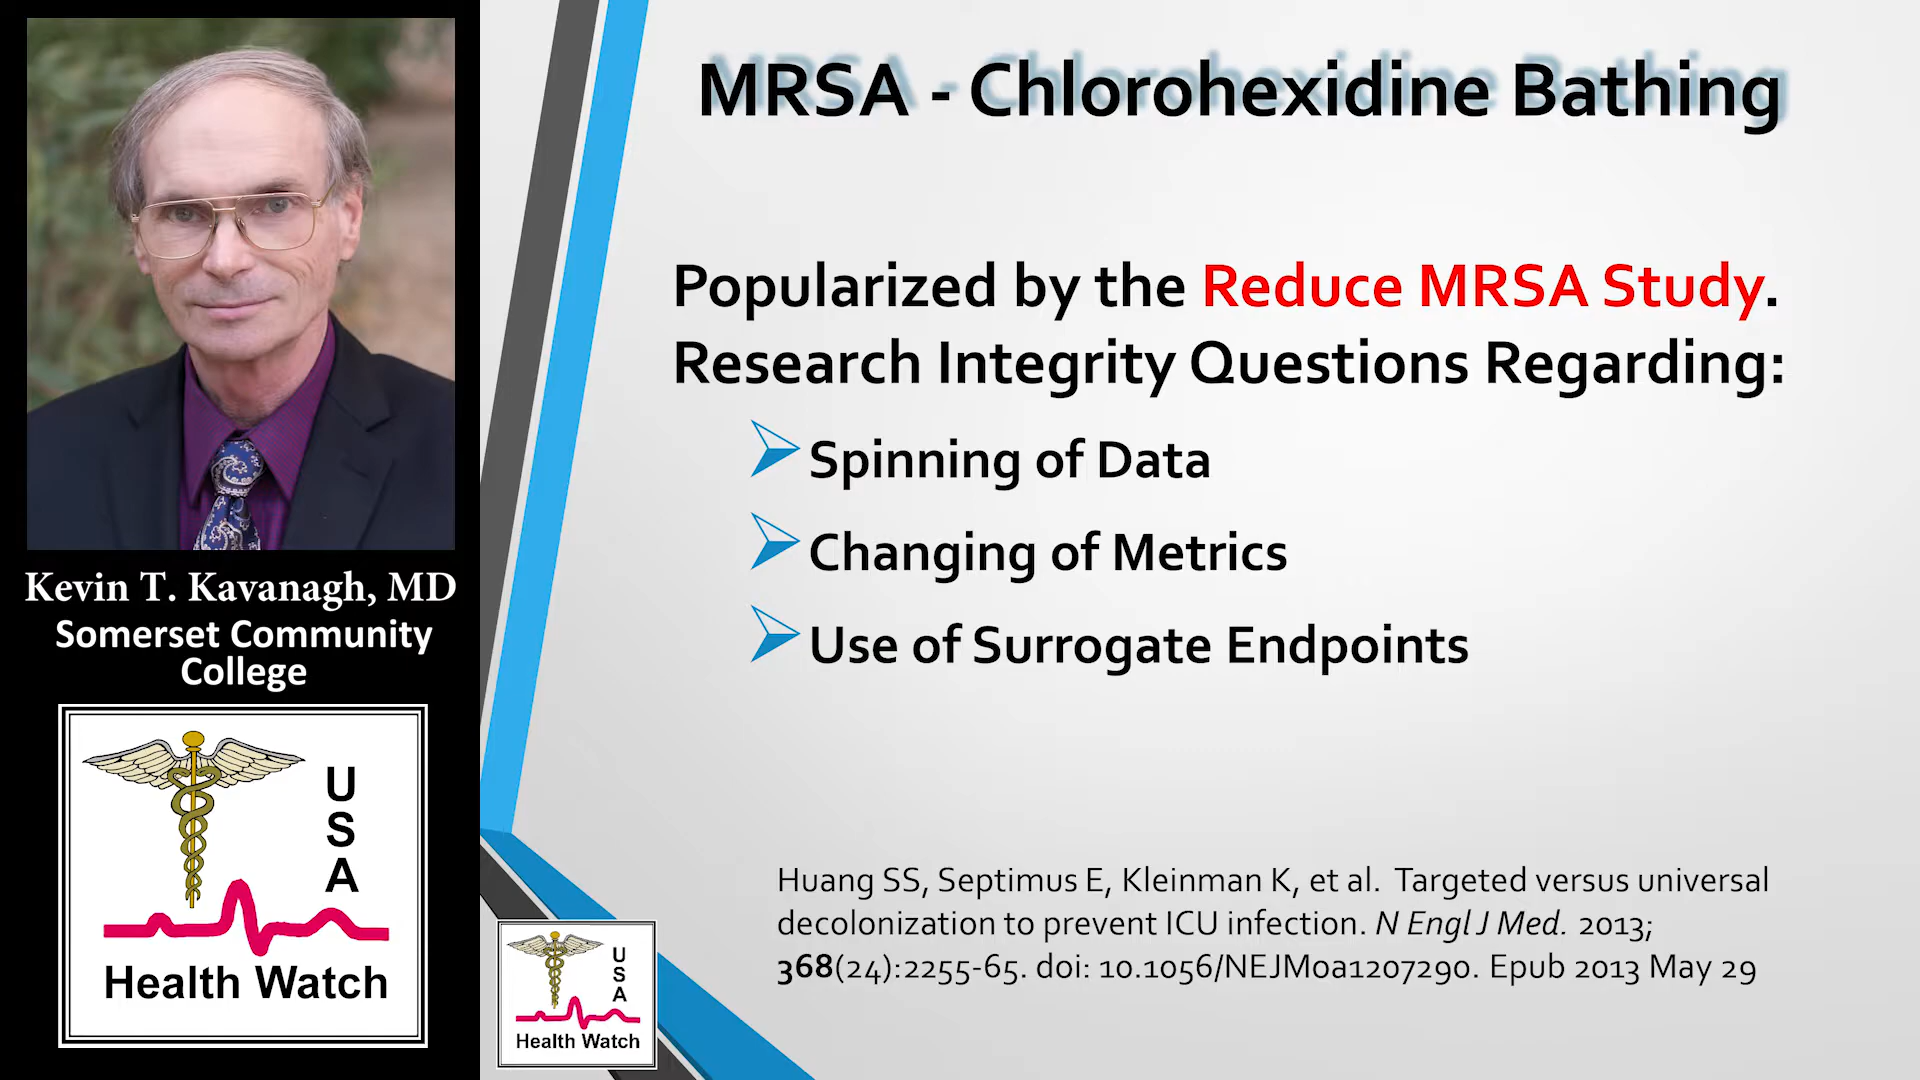 MRSA - Chlorohexidine Bathing
Popularized by the Reduce MRSA Study.
Research Integrity Questions Regarding:
Spinning of Data
Changing of Metrics
Use of Surrogate Endpoints
Huang SS, Septimus E, Kleinman K, et al. Targeted versus universal
decolonization to prevent ICU infection. N Engl J Med. 2013;
368(24):2255-65. doi: 10.1056/NEJMoa1207290. Epub 2013 May 29
Kevin T. Kavanagh, MD
Somerset Community
College
U
S
A
Health Watch
U
S
A
Health Watch